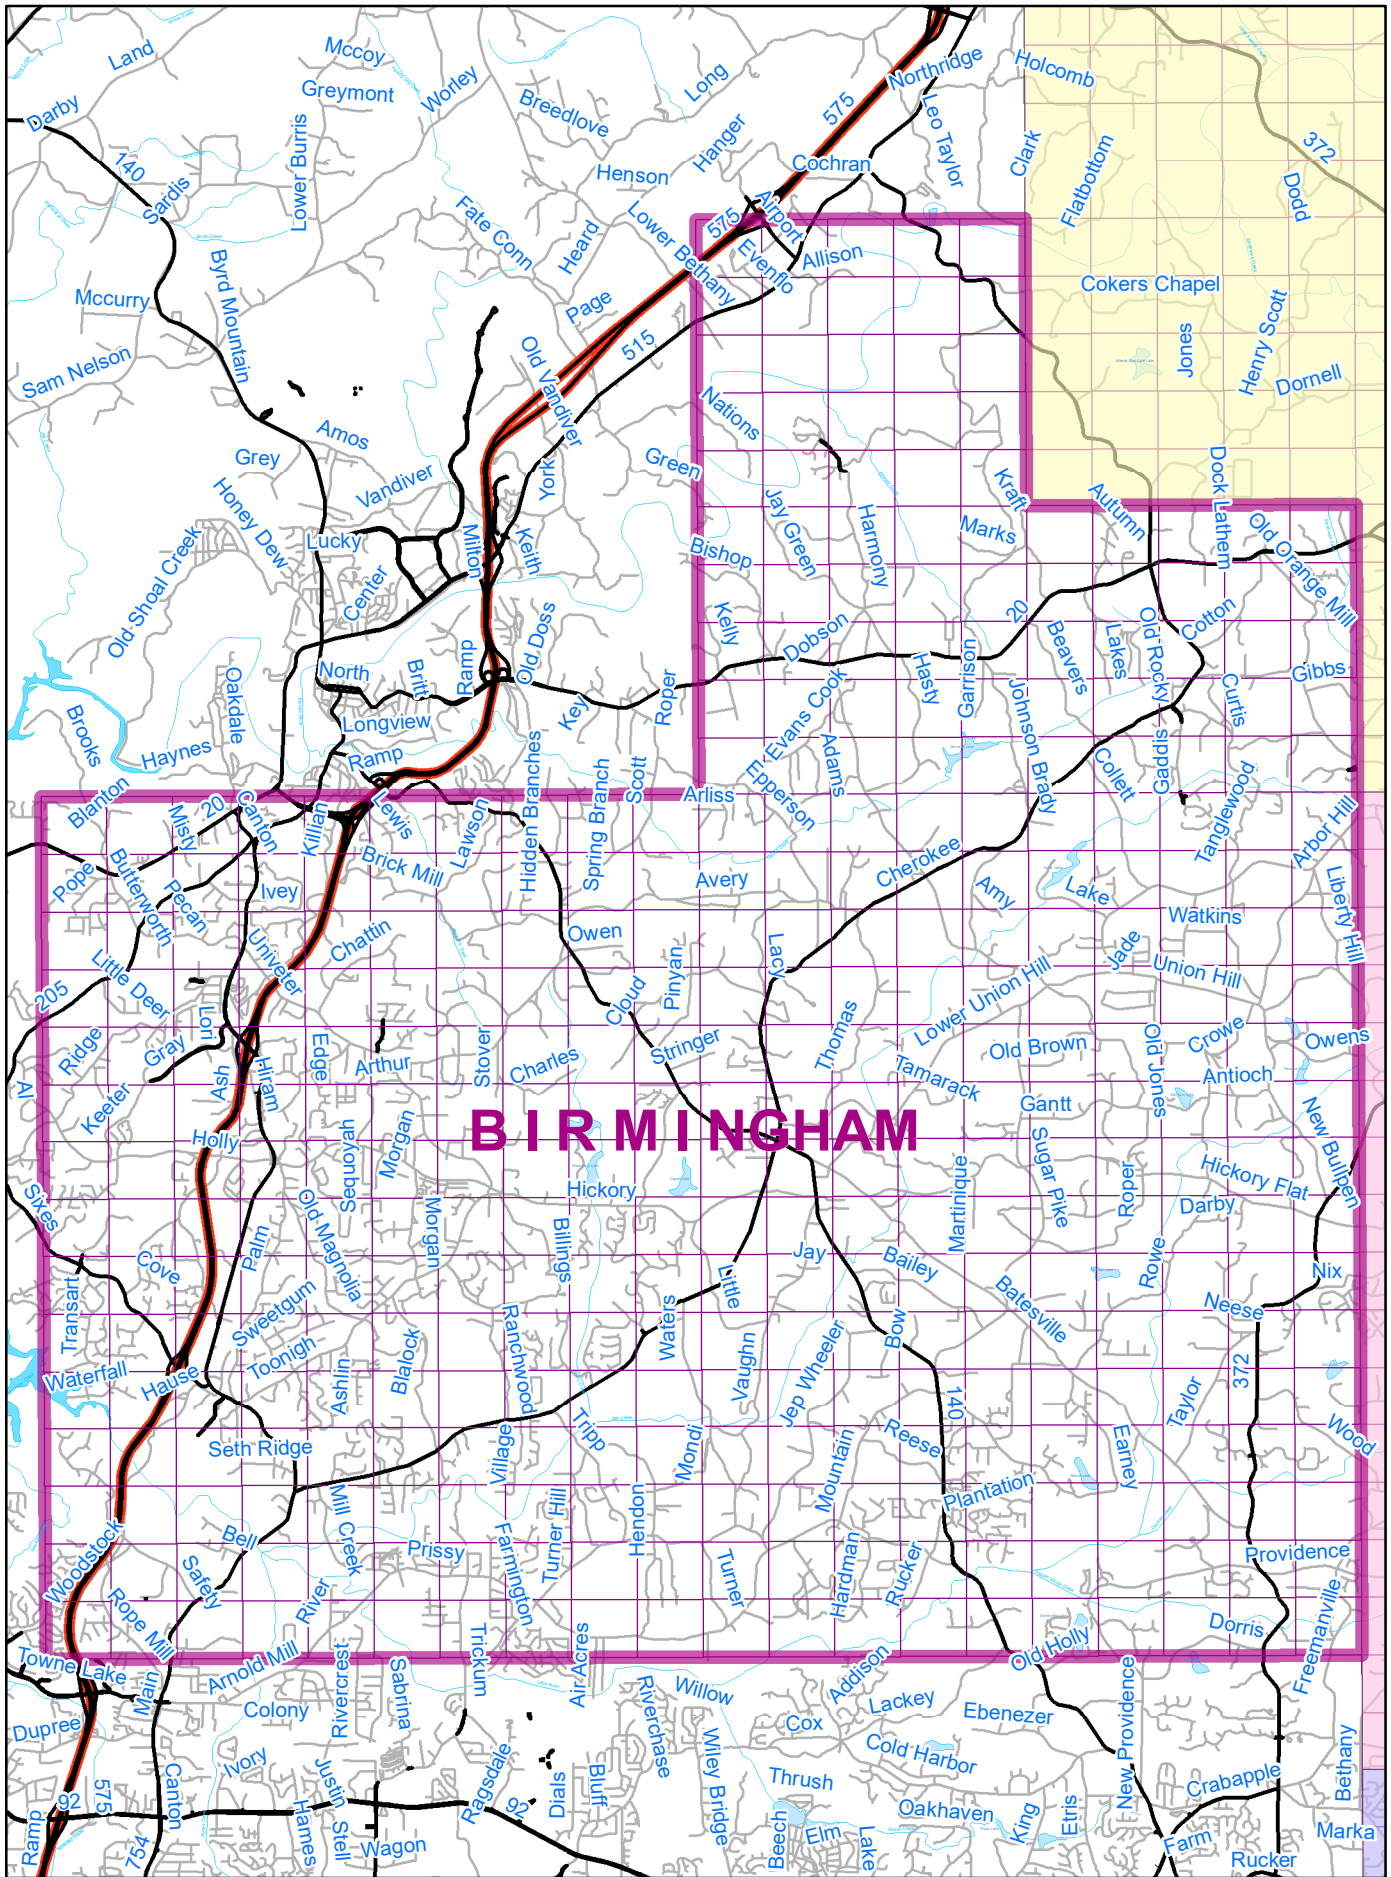 Land
Mccoy
Greymont
Worley
Breedlove
Long
Northridge
Holcomb
Darby
140
Sardis
Lower Burris
Henson
Hanger
575
Cochran
Leo Taylor
Clark
Flatbottom
372
Dodd
Fate Conn
Heard
Lower Bethany
575
Airport
Evenflo
Allison
Mccurry
Byrd Mountain
Page
515
Cokers Chapel
Jones
Henry Scott
Dornell
Sam Nelson
Old Vandiver
Nations
Amos
Grey
Vandiver
York
Green
Jay Green
Harmony
Kraft
Marks
Autumn
Dock Lathem
Old Orange Mill
Honey Dew
Lucky
Milton
Keith
Bishop
Old Shoal Creek
Center
Old Doss
Kelly
Dobson
20
Beavers
Lakes
Old Rocky
Cotton
Gibbs
Oakdale
North
Britt
Ramp
Key
Roper
Evans Cook
Hasty
Garrison
Johnson Brady
Curtis
Brooks
Haynes
Longview
Ramp
Hidden Branches
Spring Branch
Scott
Arliss
Epperson
Adams
Collett
Gaddis
Tanglewood
Arbor Hill
Blanton
Misty
20
Canton
Killian
Lewis
Lawson
Brick Mill
Pope
Butterworth
Pecan
Ivey
Avery
Cherokee
Amy
Lake
Watkins
Liberty Hill
Univeter
Chattin
Owen
Pinyan
Lacy
Jade
Union Hill
205
Little Deer
Lori
Cloud
Thomas
Lower Union Hill
Ridge
Gray
Edge
Arthur
Stover
Charles
Stringer
Old Brown
Old Jones
Crowe
Owens
Al
Keeter
Ash
Hiram
Tamarack
Gantt
Antioch
New Bullpen
BIRMINGHAM
Holly
Sequoyah
Morgan
Hickory
Martinique
Sugar Pike
Roper
Hickory Flat
Darby
Sixes
Cove
Palm
Old Magnolia
Morgan
Billings
Little
Jay
Bailey
Rowe
Nix
Transart
Sweetgum
Toonigh
Ranchwood
Waters
Batesville
Neese
Waterfall
Hause
Ashlin
Blalock
Vaughn
Jep Wheeler
Bow
372
Seth Ridge
Village
Tripp
Mondi
Mountain
Reese
140
Earney
Taylor
Wood
Plantation
Woodstock
Bell
Mill Creek
Prissy
Farmington
Turner Hill
Hendon
Turner
Hardman
Rucker
Providence
Safety
Rope Mill
River
Dorris
Freemanville
Towne Lake
Main
Arnold Mill
Rivercrest
Sabrina
Trickum
Air Acres
Riverchase
Willow
Addison
Old Holly
Dupree
Colony
Lackey
Ebenezer
New Providence
Ivory
Justin
Ragsdale
Wiley Bridge
Cox
Cold Harbor
Bethany
92
575
Canton
Hames
Stell
92
Dials
Bluff
Thrush
Oakhaven
King
Etris
Crabapple
Ramp
754
Wagon
Beech
Elm
Lake
Farm
Rucker
Marka